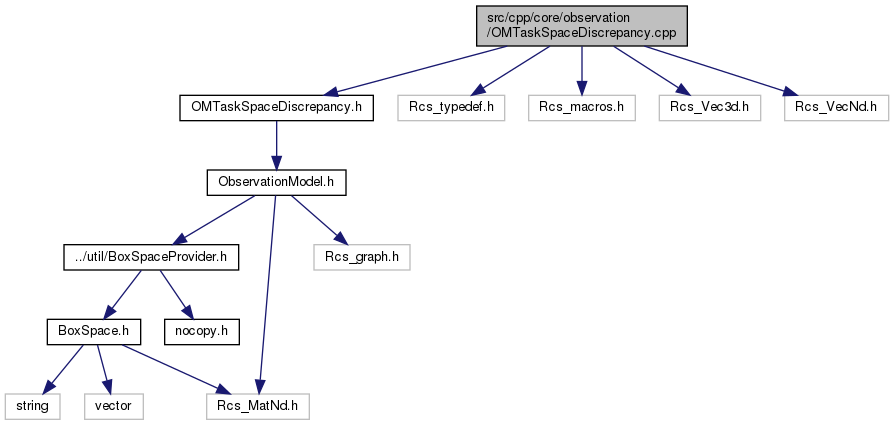 src/cpp/core/observation
/OMTaskSpaceDiscrepancy.cpp
OMTaskSpaceDiscrepancy.h
Rcs_typedef.h
Rcs_macros.h
Rcs_Vec3d.h
Rcs_VecNd.h
ObservationModel.h
../util/BoxSpaceProvider.h
Rcs_graph.h
BoxSpace.h
nocopy.h
string
vector
Rcs_MatNd.h